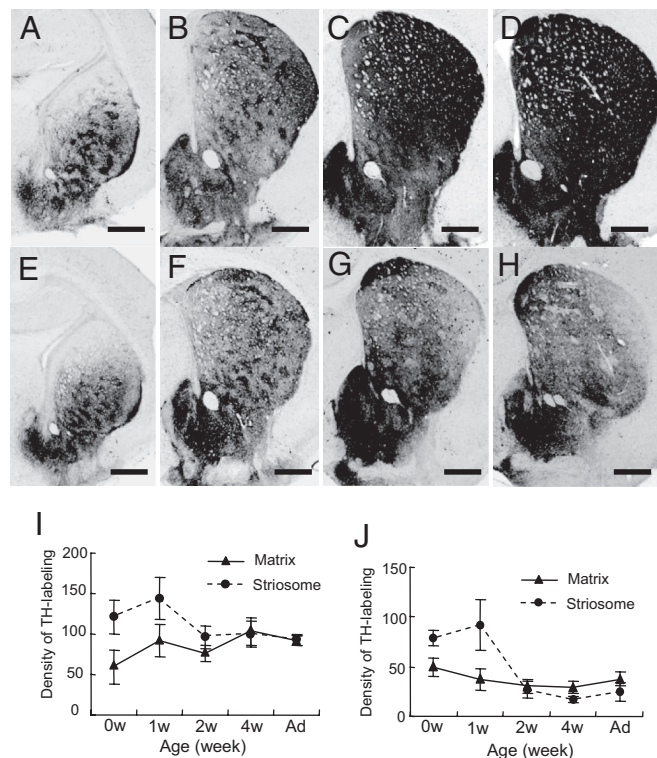 A B C D
E F G H
I
200
150
100
50
0
Density of TH-labeling
Matrix
Striosome
0w 1w 2w 4w Ad
Age (week)
J
150
100
50
0
Density of TH-labeling
Matrix
Striosome
0w 1w 2w 4w Ad
Age (week)